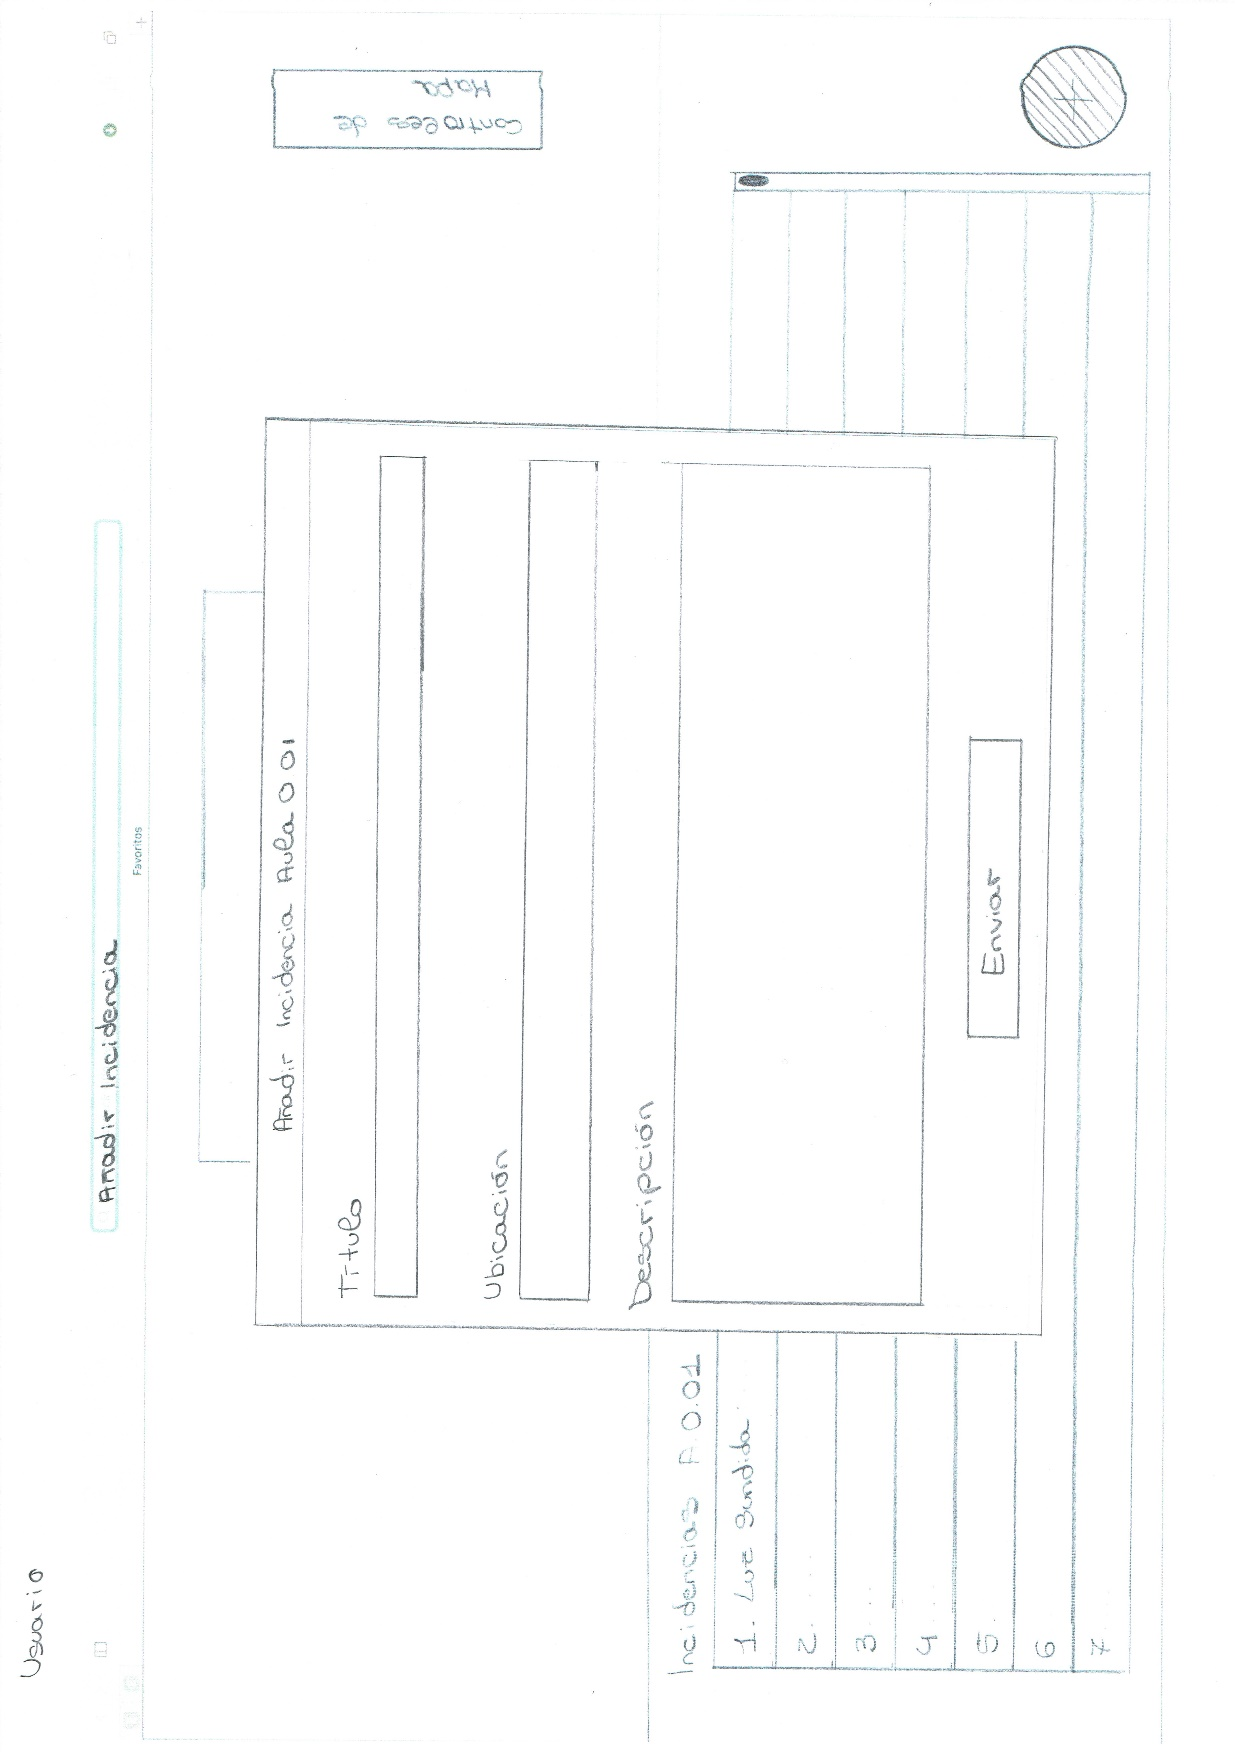 Usuario
Añadir Incidencia
Favoritos
Controles de
Mapa
Añadir Incidencia Aula 0 01
Titulo
Ubicación
Descripción
Enviar
Incidencias A 0.01
1. Luz fundida
2. ...
3 ...
4 ...
5.
6
7
+